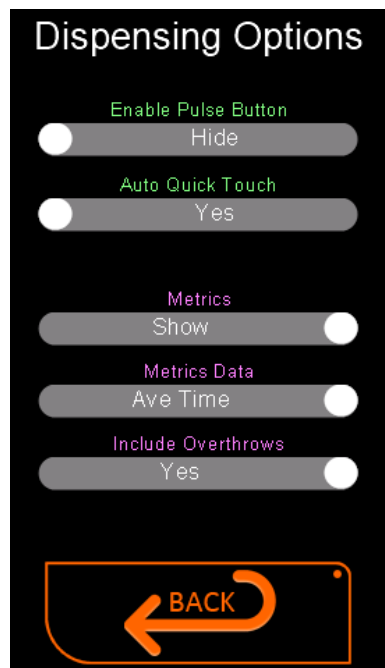 Dispensing Options
Enable Pulse Button
Hide
Auto Quick Touch
Yes
Metrics
Show
Metrics Data
Ave Time
Include Overthrows
Yes
BACK